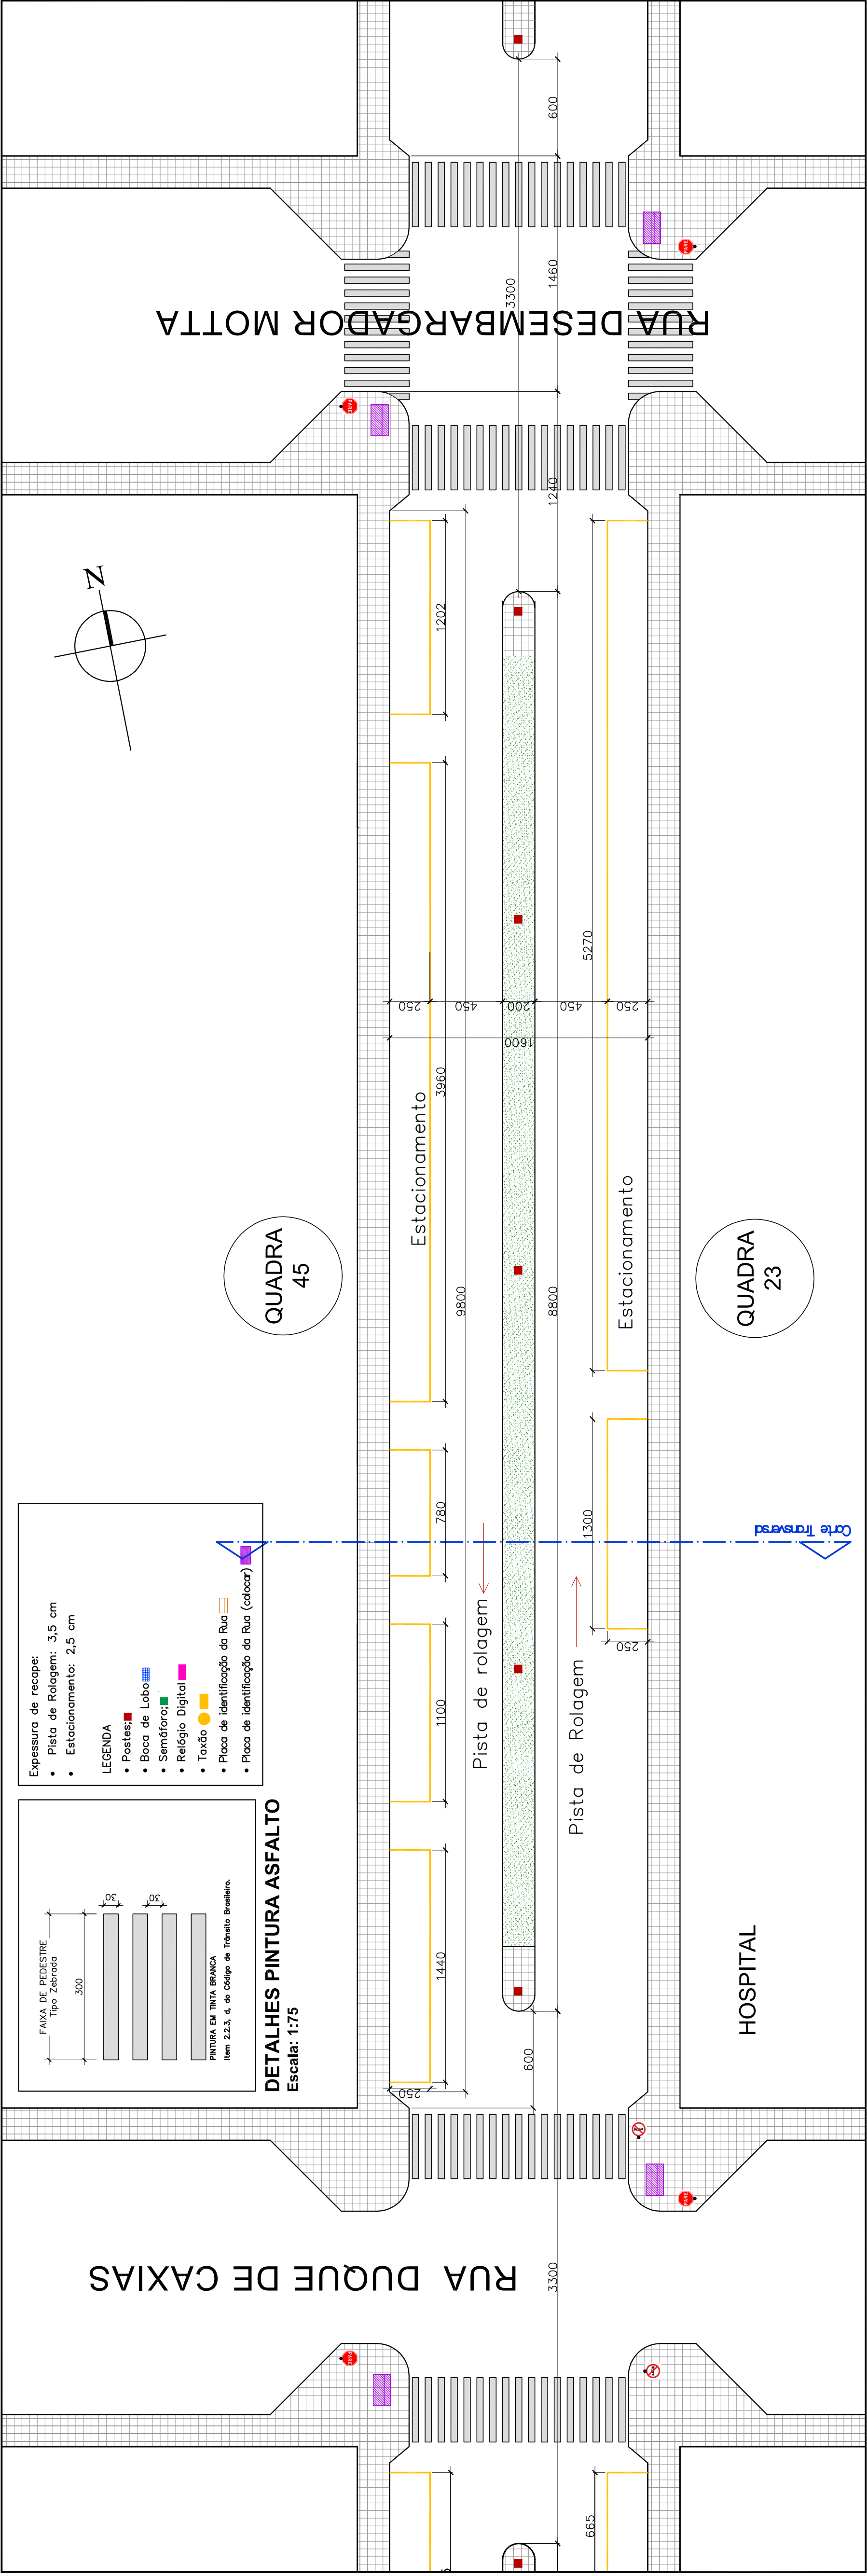 FAIXA DE PEDESTRE
Tipo Zebrada
300
30
30
PINTURA EM TINTA BRANCA
Item 2.2.3, d, do Código de Trânsito Brasileiro.
DETALHES PINTURA ASFALTO
Escala: 1:75
Expessura de recape:
• Pista de Rolagem: 3,5 cm
• Estacionamento: 2,5 cm
LEGENDA
• Postes;
• Boca de Lobo
• Semáforo;
• Relógio Digital
• Taxão
• Placa de identificação da Rua
• Placa de identificação da Rua (colocar)
N
RUA DESEMBARGADOR MOTTA
RUA DUQUE DE CAXIAS
QUADRA
45
QUADRA
23
HOSPITAL
Estacionamento
Estacionamento
Pista de rolagem
Pista de Rolagem
Corte Transversal
600
3300
1460
1240
1202
5270
250
450
200
450
250
1600
3960
9800
8800
780
1300
250
1100
1440
250
600
3300
665
PARE
PARE
PARE
PARE